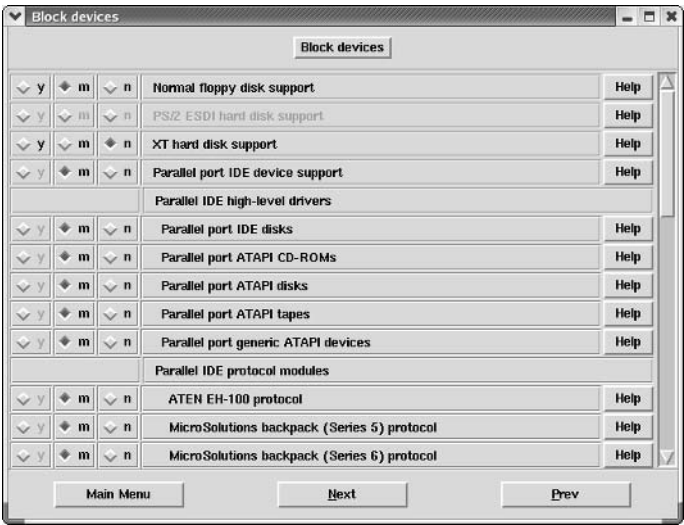 Block devices
Block devices
y m n Normal floppy disk support Help
y m n PS/2 ESDI hard disk support Help
y m n XT hard disk support Help
y m n Parallel port IDE device support Help
Parallel IDE high-level drivers
y m n Parallel port IDE disks Help
y m n Parallel port ATAPI CD-ROMs Help
y m n Parallel port ATAPI disks Help
y m n Parallel port ATAPI tapes Help
y m n Parallel port generic ATAPI devices Help
Parallel IDE protocol modules
y m n ATEN EH-100 protocol Help
y m n MicroSolutions backpack (Series 5) protocol Help
y m n MicroSolutions backpack (Series 6) protocol Help
Main Menu Next Prev